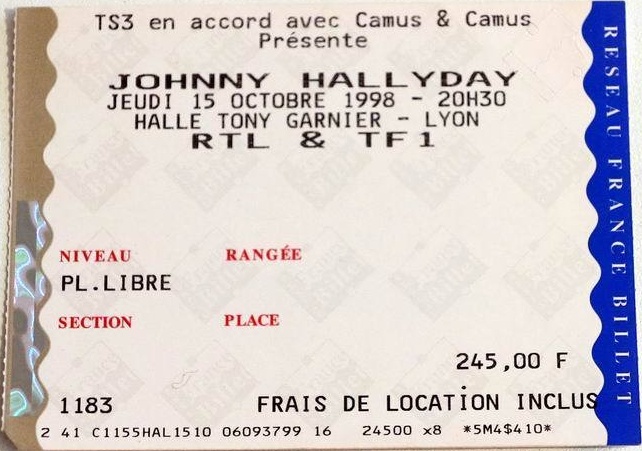 TS3 en accord avec Camus & Camus
Présente
JOHNNY HALLYDAY
JEUDI 15 OCTOBRE 1998 - 20H30
HALLE TONY GARNIER - LYON
RTL & TF1
NIVEAU RANGÉE
PL.LIBRE
SECTION PLACE
245,00 F
1183 FRAIS DE LOCATION INCLUS
2 41 C1155HAL1510 06093799 16 24500 x8 *5M4$410*
RESEAU FRANCE BILLET